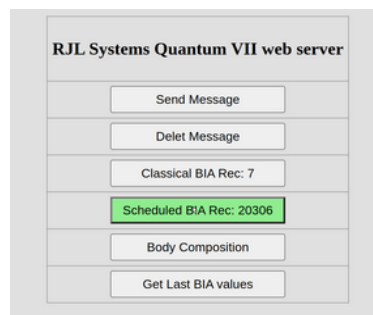 RJL Systems Quantum VII web server
Send Message
Delet Message
Classical BIA Rec: 7
Scheduled BIA Rec: 20306
Body Composition
Get Last BIA values